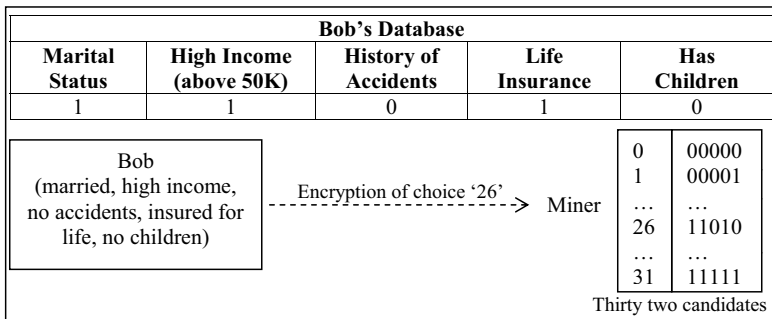 Bob's Database
Marital Status High Income (above 50K) History of Accidents Life Insurance Has Children
1 1 0 1 0
Bob
(married, high income,
no accidents, insured for
life, no children)
Encryption of choice '26'
Miner
0 00000
1 00001
… …
26 11010
… …
31 11111
Thirty two candidates